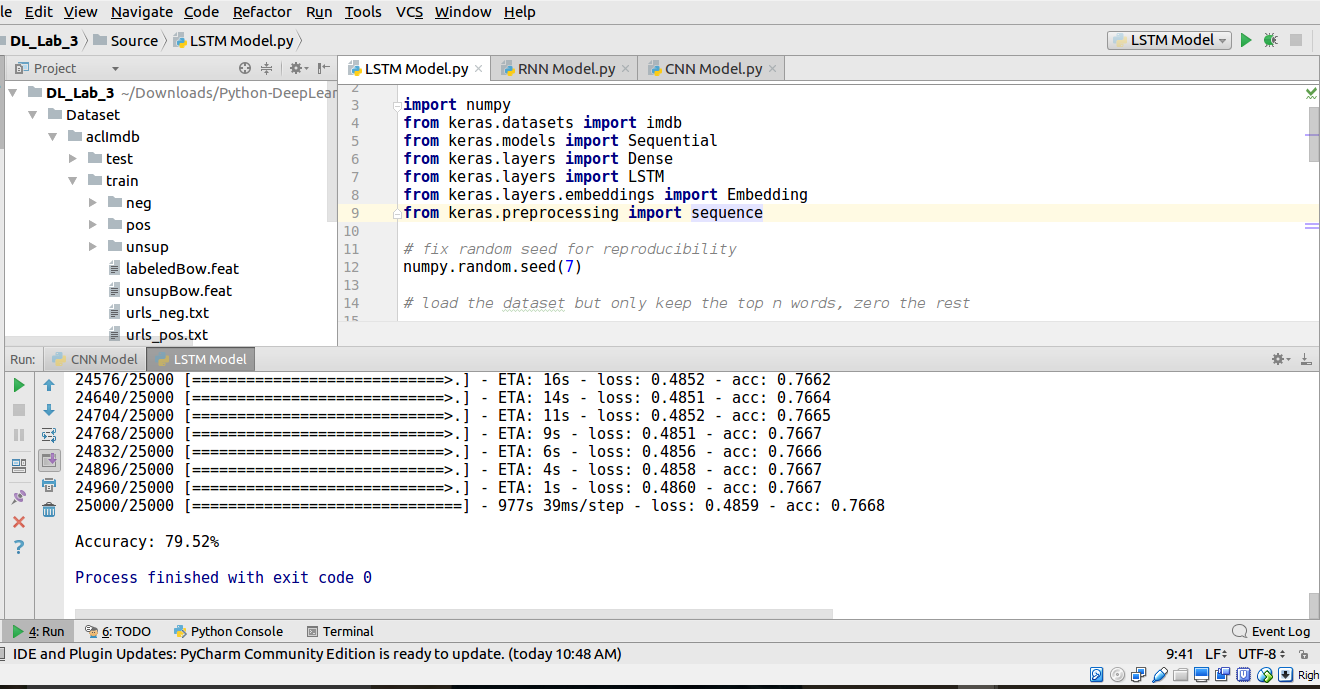 le Edit View Navigate Code Refactor Run Tools VCS Window Help
DL_Lab_3 Source LSTM Model.py LSTM Model
Project LSTM Model.py RNN Model.py CNN Model.py
DL_Lab_3 ~/Downloads/Python-DeepLear
Dataset
aclImdb
test
train
neg
pos
unsup
labeledBow.feat
unsupBow.feat
urls_neg.txt
urls_pos.txt
2
3 import numpy
4 from keras.datasets import imdb
5 from keras.models import Sequential
6 from keras.layers import Dense
7 from keras.layers import LSTM
8 from keras.layers.embeddings import Embedding
9 from keras.preprocessing import sequence
10
11 # fix random seed for reproducibility
12 numpy.random.seed(7)
13
14 # load the dataset but only keep the top n words, zero the rest
15
Run: CNN Model LSTM Model
24576/25000 [============================>.] - ETA: 16s - loss: 0.4852 - acc: 0.7662
24640/25000 [============================>.] - ETA: 14s - loss: 0.4851 - acc: 0.7664
24704/25000 [============================>.] - ETA: 11s - loss: 0.4852 - acc: 0.7665
24768/25000 [============================>.] - ETA: 9s - loss: 0.4851 - acc: 0.7667
24832/25000 [============================>.] - ETA: 6s - loss: 0.4856 - acc: 0.7666
24896/25000 [============================>.] - ETA: 4s - loss: 0.4858 - acc: 0.7667
24960/25000 [============================>.] - ETA: 1s - loss: 0.4860 - acc: 0.7667
25000/25000 [==============================] - 977s 39ms/step - loss: 0.4859 - acc: 0.7668
Accuracy: 79.52%
Process finished with exit code 0
4: Run 6: TODO Python Console Terminal Event Log
IDE and Plugin Updates: PyCharm Community Edition is ready to update. (today 10:48 AM) 9:41 LF UTF-8
Righ